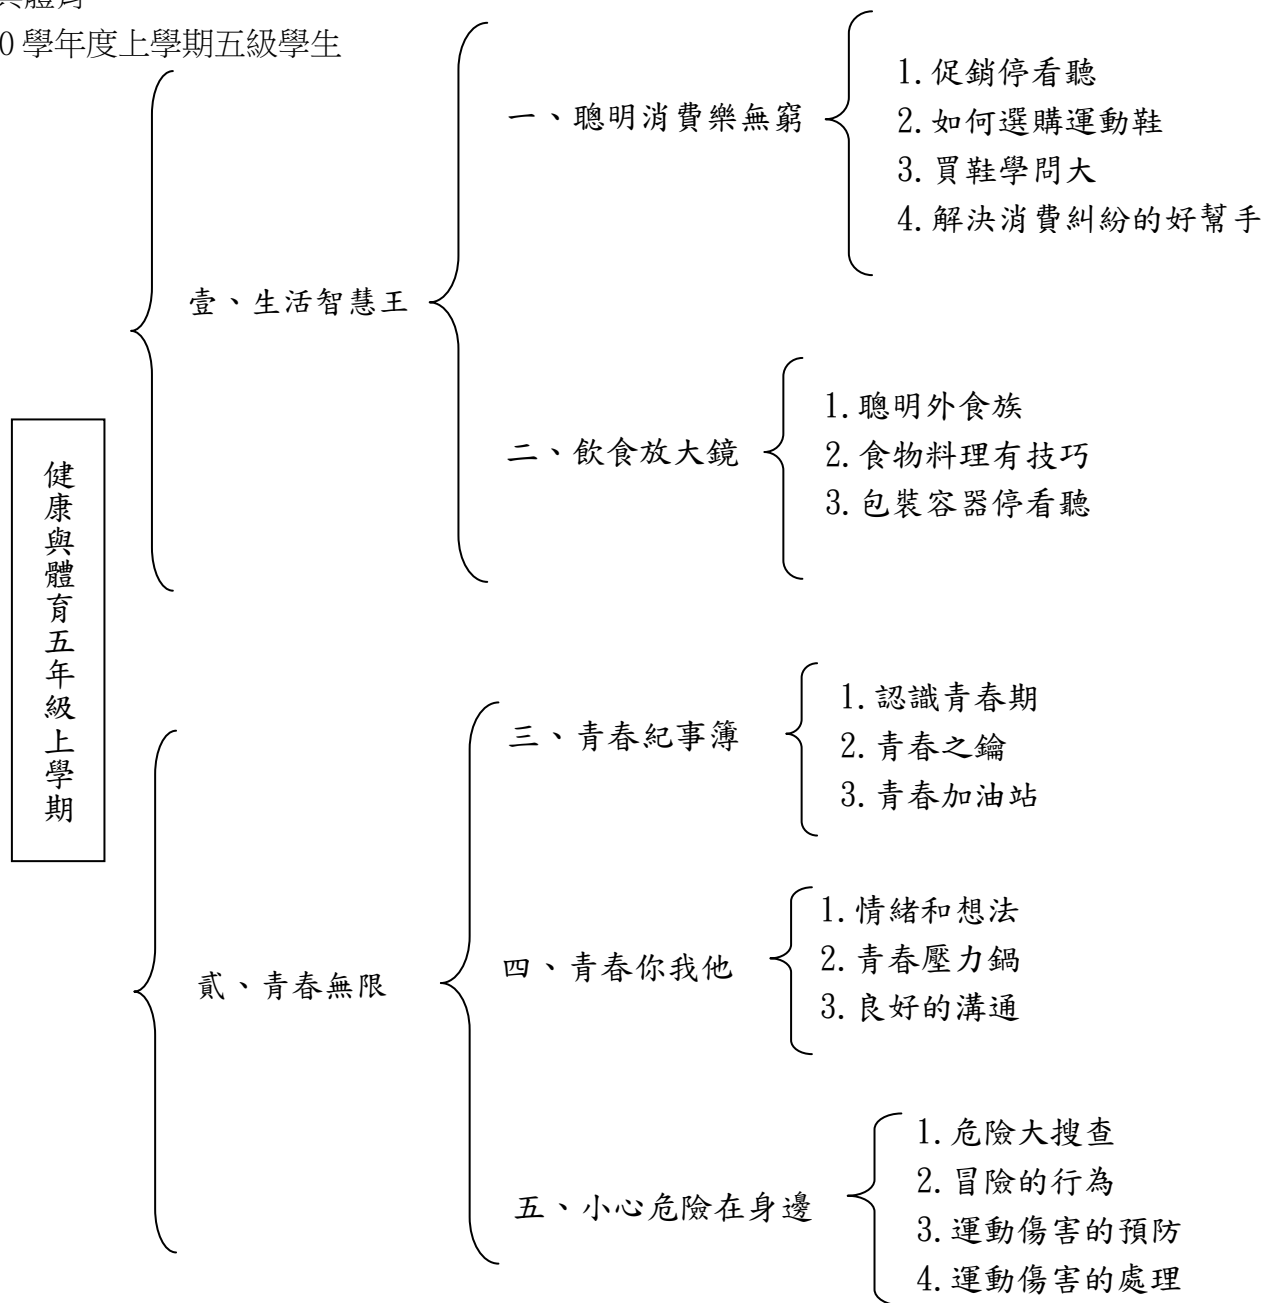 0 學年度上學期五級學生
健康與體育五年級上學期
壹、生活智慧王
一、聰明消費樂無窮
1.促銷停看聽
2.如何選購運動鞋
3.買鞋學問大
4.解決消費糾紛的好幫手
二、飲食放大鏡
1.聰明外食族
2.食物料理有技巧
3.包裝容器停看聽
貳、青春無限
三、青春紀事簿
1.認識青春期
2.青春之鑰
3.青春加油站
四、青春你我他
1.情緒和想法
2.青春壓力鍋
3.良好的溝通
五、小心危險在身邊
1.危險大搜查
2.冒險的行為
3.運動傷害的預防
4.運動傷害的處理